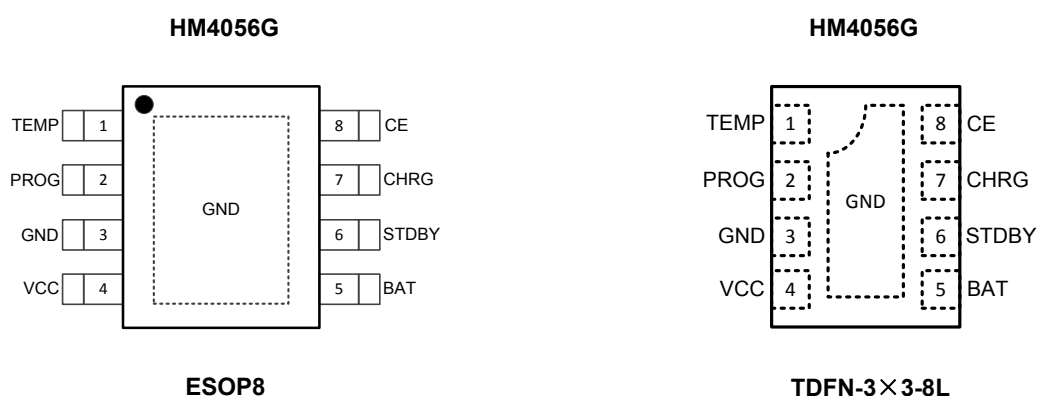 HM4056G
HM4056G
TEMP 1 8 CE
PROG 2 7 CHRG
GND
GND 3 6 STDBY
VCC 4 5 BAT
TEMP 1 8 CE
PROG 2 7 CHRG
GND
GND 3 6 STDBY
VCC 4 5 BAT
ESOP8
TDFN-3×3-8L